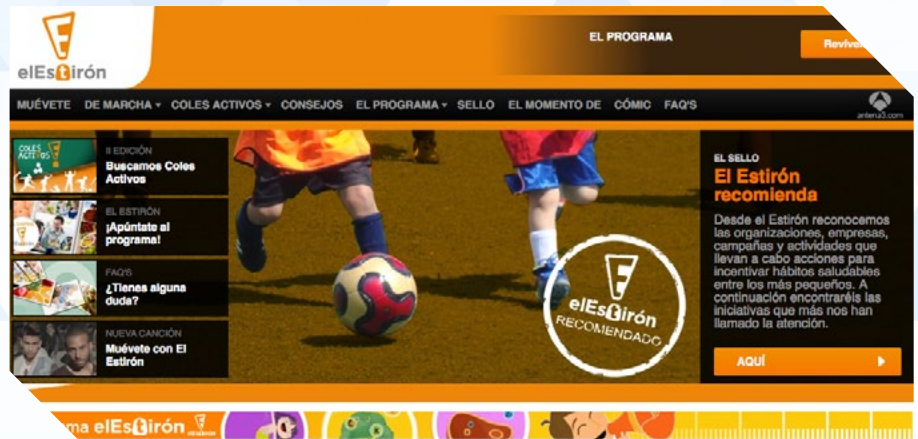 elEstirón
EL PROGRAMA
MUÉVETE DE MARCHA COLES ACTIVOS CONSEJOS EL PROGRAMA SELLO EL MOMENTO DE CÓMIC FAQ'S
antena3.com
COLES ACTIVOS
II EDICIÓN
Buscamos Coles
Activos
EL ESTIRÓN
¡Apúntate al
programa!
FAQ'S
¿Tienes alguna
duda?
NUEVA CANCIÓN
Muévete con El
Estirón
elEstirón
RECOMENDADO
EL SELLO
El Estirón
recomienda
Desde el Estirón reconocemos
las organizaciones, empresas,
campañas y actividades que
llevan a cabo acciones para
incentivar hábitos saludables
entre los más pequeños. A
continuación encontraréis las
iniciativas que más nos han
llamado la atención.
AQUÍ
elEstirón